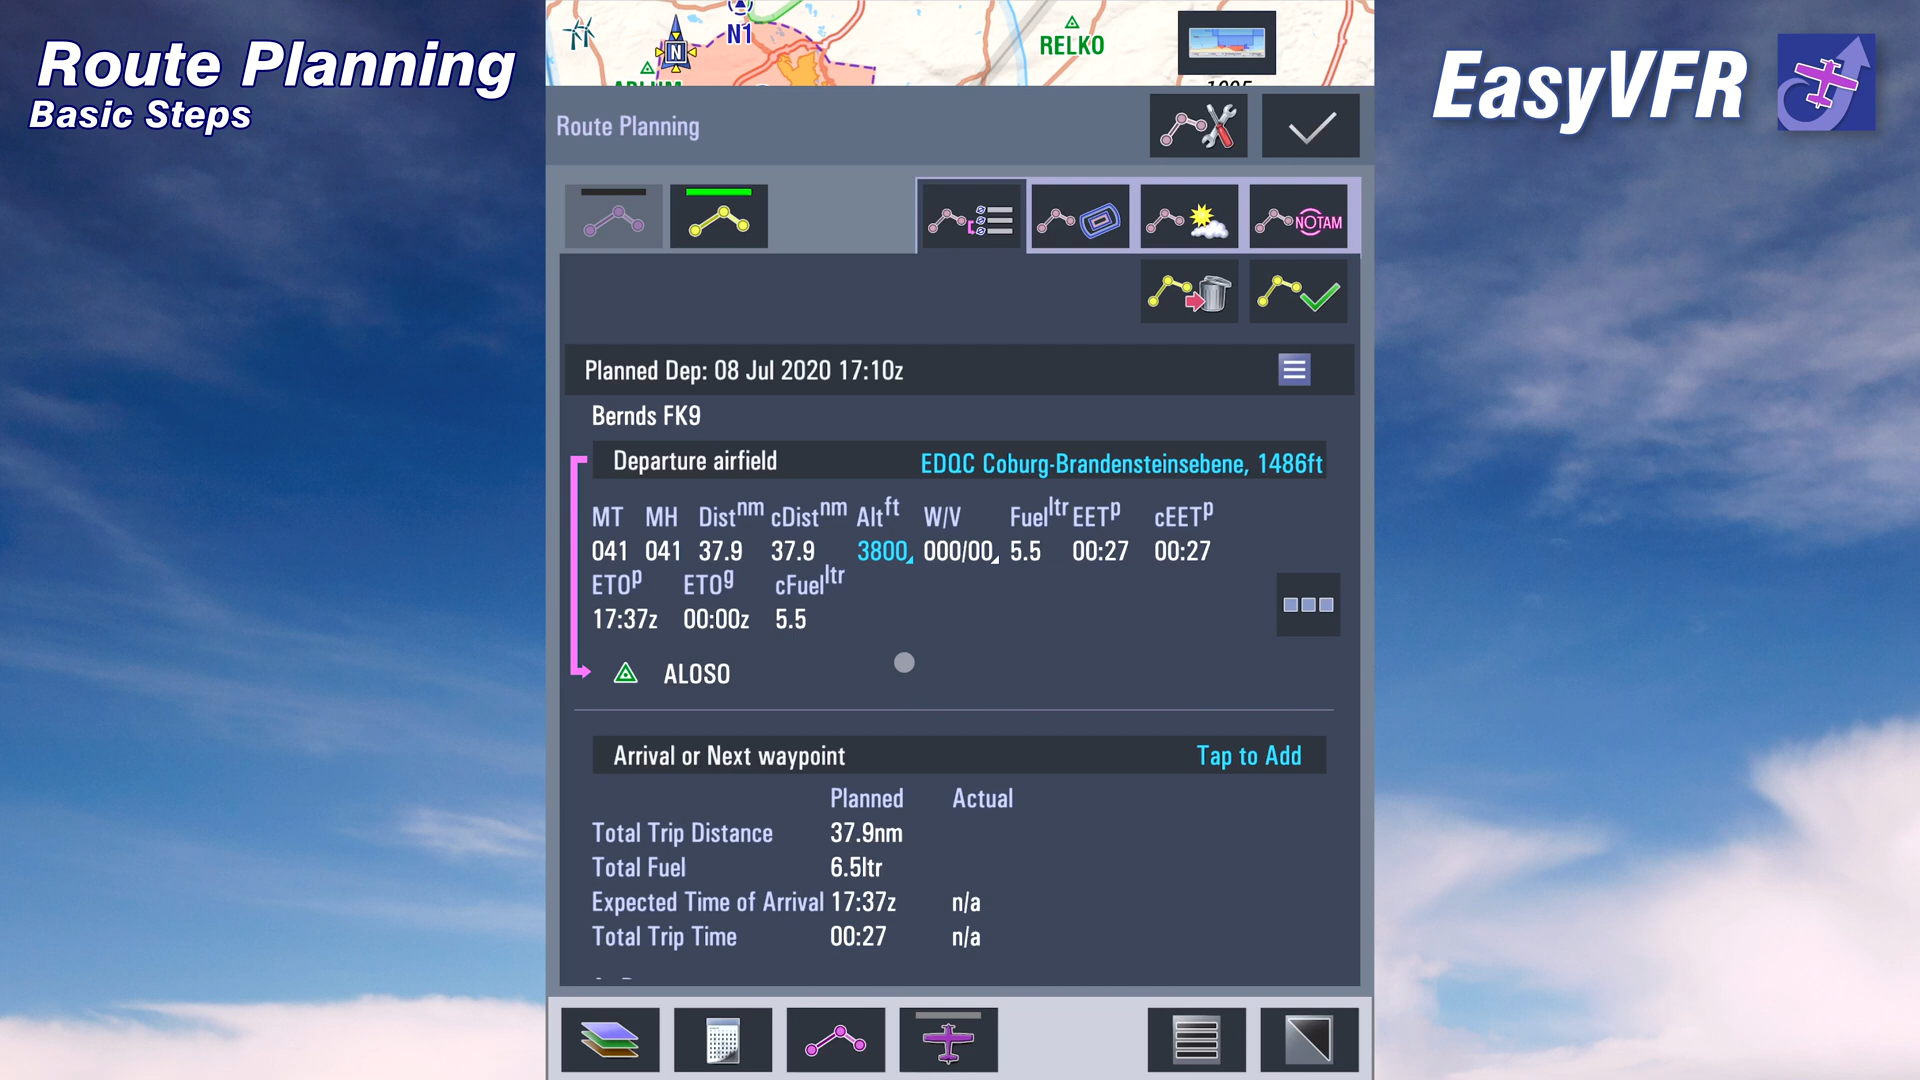 Route Planning
Basic Steps
EasyVFR
N1
N
RELKO
Route Planning
NOTAM
Planned Dep: 08 Jul 2020 17:10z
Bernds FK9
Departure airfield EDQC Coburg-Brandensteinsebene, 1486ft
MT MH Distnm cDistnm Altft W/V Fuelltr EETp cEETp
041 041 37.9 37.9 3800 000/00 5.5 00:27 00:27
ETOp ETOg cFuelltr
17:37z 00:00z 5.5
ALOSO
Arrival or Next waypoint Tap to Add
Planned Actual
Total Trip Distance 37.9nm
Total Fuel 6.5ltr
Expected Time of Arrival 17:37z n/a
Total Trip Time 00:27 n/a